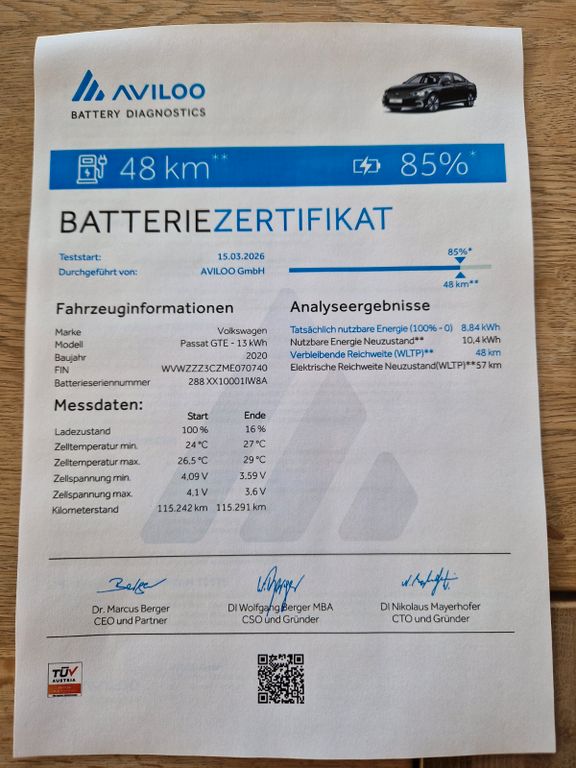 AVILOO
BATTERY DIAGNOSTICS
48 km** 85%*
BATTERIEZERTIFIKAT
Teststart: 15.03.2026
Durchgeführt von: AVILOO GmbH
85%*
48 km**
Fahrzeuginformationen
Marke Volkswagen
Modell Passat GTE - 13 kWh
Baujahr 2020
FIN WVWZZZ3CZME070740
Batterieseriennummer 288.XX10001IW8A
Analyseergebnisse
Tatsächlich nutzbare Energie (100% - 0) 8.84 kWh
Nutzbare Energie Neuzustand** 10,4 kWh
Verbleibende Reichweite (WLTP)** 48 km
Elektrische Reichweite Neuzustand(WLTP)** 57 km
Messdaten:
Start Ende
Ladezustand 100 % 16 %
Zelltemperatur min. 24 °C 27 °C
Zelltemperatur max. 26,5 °C 29 °C
Zellspannung min. 4,09 V 3.59 V
Zellspannung max. 4,1 V 3.6 V
Kilometerstand 115.242 km 115.291 km
Dr. Marcus Berger
CEO und Partner
DI Wolfgang Berger MBA
CSO und Gründer
DI Nikolaus Mayerhofer
CTO und Gründer
TÜV
AUSTRIA